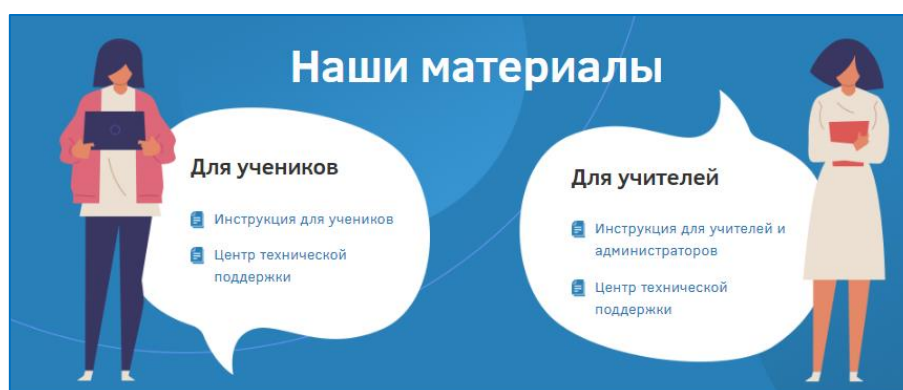 Наши материалы
Для учеников
Инструкция для учеников
Центр технической
поддержки
Для учителей
Инструкция для учителей и
администраторов
Центр технической
поддержки